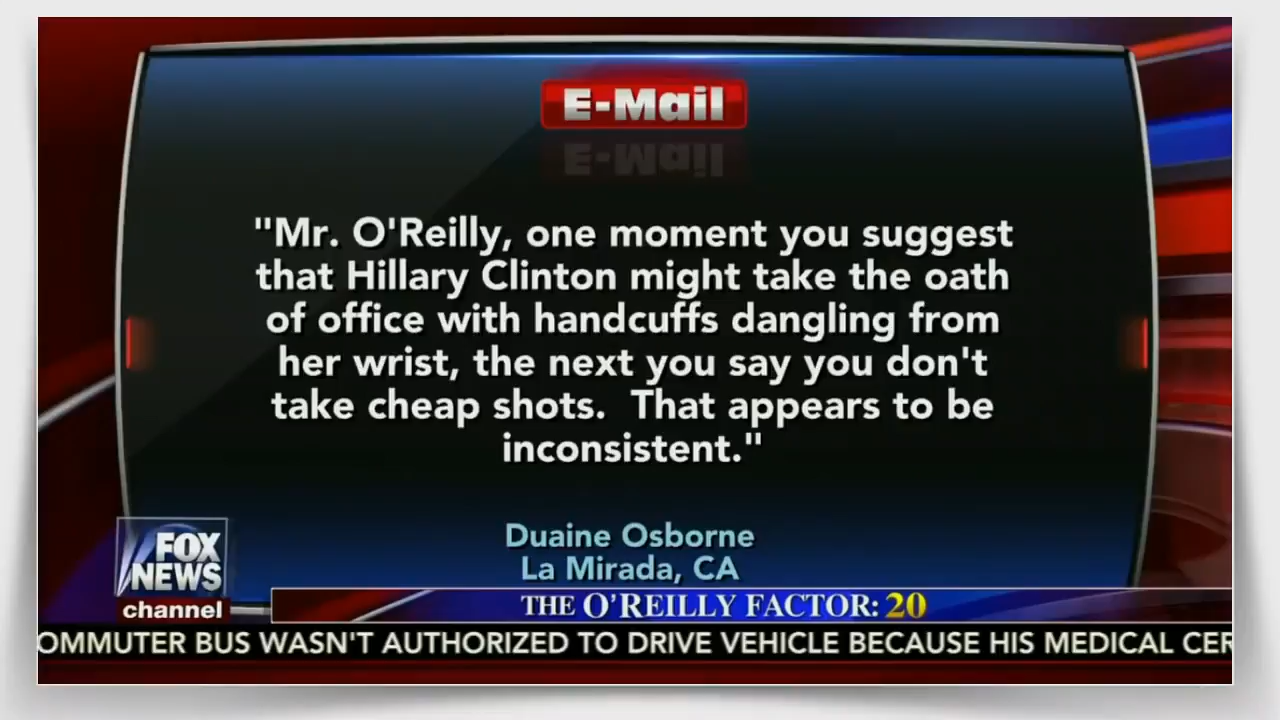 E-Mail
"Mr. O'Reilly, one moment you suggest
that Hillary Clinton might take the oath
of office with handcuffs dangling from
her wrist, the next you say you don't
take cheap shots.  That appears to be
inconsistent."
Duaine Osborne
La Mirada, CA
FOX
NEWS
channel
THE O'REILLY FACTOR: 20
OMMUTER BUS WASN'T AUTHORIZED TO DRIVE VEHICLE BECAUSE HIS MEDICAL CER